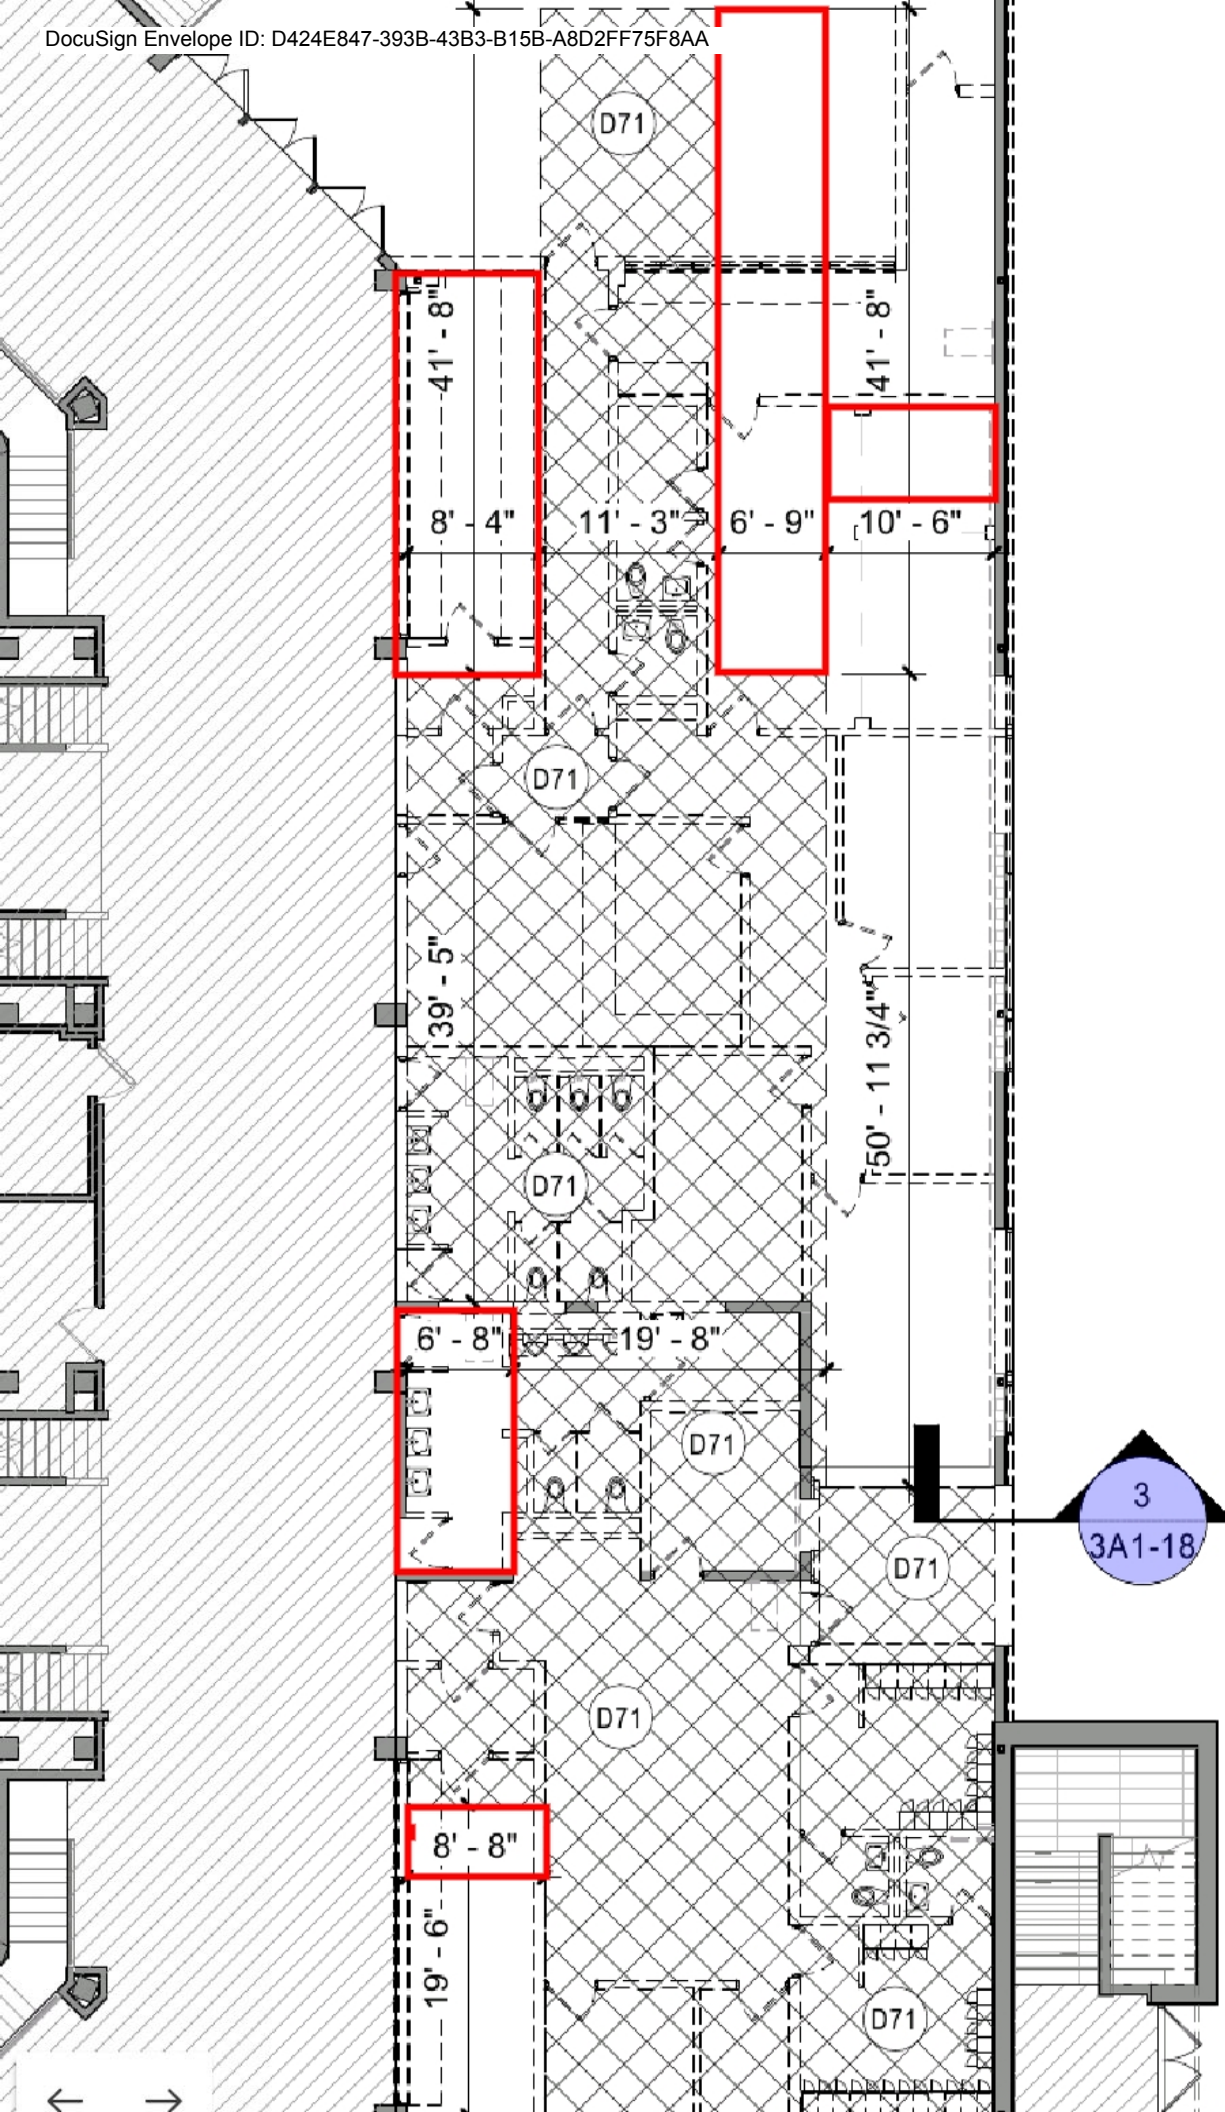 DocuSign Envelope ID: D424E847-393B-43B3-B15B-A8D2FF75F8AA
D71
41' - 8"
41' - 8"
8' - 4"
11' - 3"
6' - 9"
10' - 6"
D71
39' - 5"
50' - 11 3/4"
D71
6' - 8"
19' - 8"
D71
3
3A1-18
D71
D71
8' - 8"
19' - 6"
D71